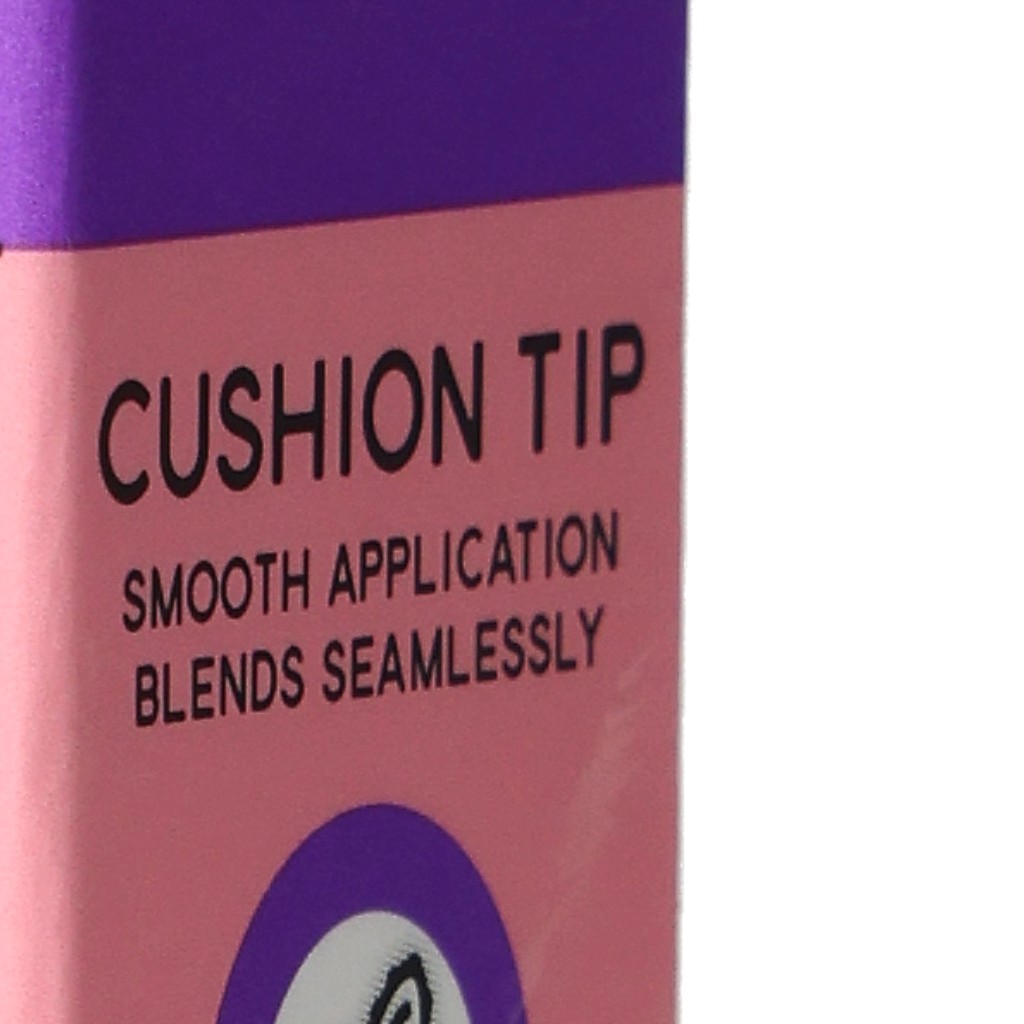 CUSHION TIP
SMOOTH APPLICATION
BLENDS SEAMLESSLY